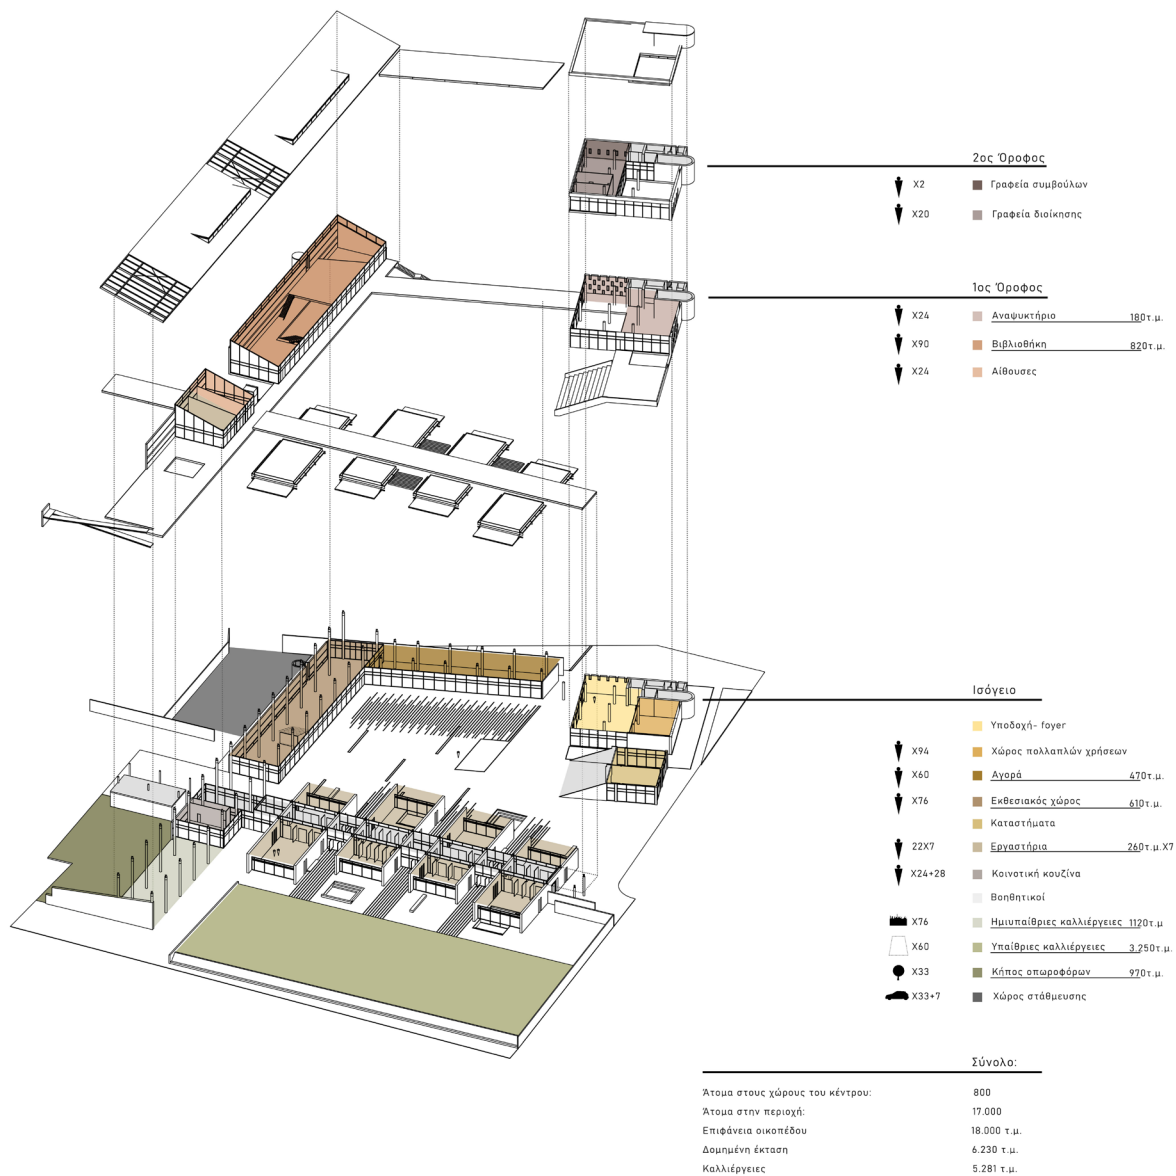 2ος Όροφος
X2 Γραφεία συμβούλων
X20 Γραφεία διοίκησης
1ος Όροφος
X24 Αναψυκτήριο 180τ.μ.
X90 Βιβλιοθήκη 820τ.μ.
X24 Αίθουσες
Ισόγειο
Υποδοχή- foyer
X94 Χώρος πολλαπλών χρήσεων
X60 Αγορά 470τ.μ.
X76 Εκθεσιακός χώρος 610τ.μ.
Καταστήματα
22X7 Εργαστήρια 260τ.μ.X7
X24+28 Κοινοτική κουζίνα
Βοηθητικοί
X76 Ημιυπαίθριες καλλιέργειες 1120τ.μ
X60 Υπαίθριες καλλιέργειες 3.250τ.μ.
X33 Κήπος οπωροφόρων 970τ.μ.
X33+7 Χώρος στάθμευσης
Σύνολο:
Άτομα στους χώρους του κέντρου: 800
Άτομα στην περιοχή: 17.000
Επιφάνεια οικοπέδου 18.000 τ.μ.
Δομημένη έκταση 6.230 τ.μ.
Καλλιέργειες 5.281 τ.μ.